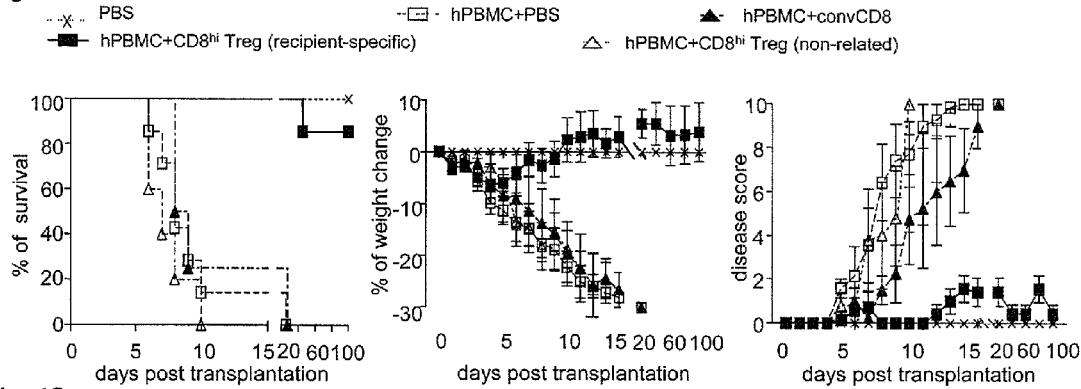 PBS
hPBMC+PBS
hPBMC+convCD8
hPBMC+CD8hi Treg (recipient-specific)
hPBMC+CD8hi Treg (non-related)
100
80
60
40
20
0
% of survival
0 5 10 15 20 60 100
days post transplantation
10
0
-10
-20
-30
% of weight change
0 5 10 15 20 60 100
days post transplantation
10
8
6
4
2
0
disease score
0 5 10 15 20 60 100
days post transplantation